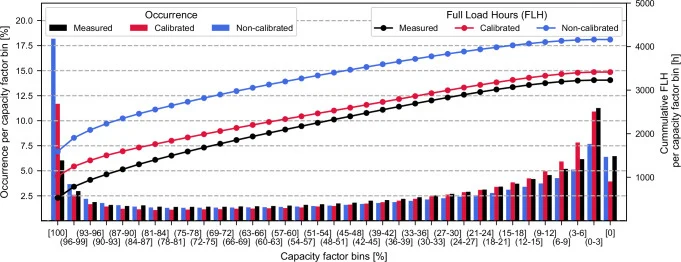 Occurrence
Measured Calibrated Non-calibrated
Full Load Hours (FLH)
Measured Calibrated Non-calibrated
Occurrence per capacity factor bin [%]
20.0
17.5
15.0
12.5
10.0
7.5
5.0
2.5
5000
4000
3000
2000
1000
Cummulative FLH
per capacity factor bin [h]
[100] (93-96) (87-90) (81-84) (75-78) (69-72) (63-66) (57-60) (51-54) (45-48) (39-42) (33-36) (27-30) (21-24) (15-18) (9-12) (3-6) [0]
(96-99) (90-93) (84-87) (78-81) (72-75) (66-69) (60-63) (54-57) (48-51) (42-45) (36-39) (30-33) (24-27) (18-21) (12-15) (6-9) (0-3)
Capacity factor bins [%]